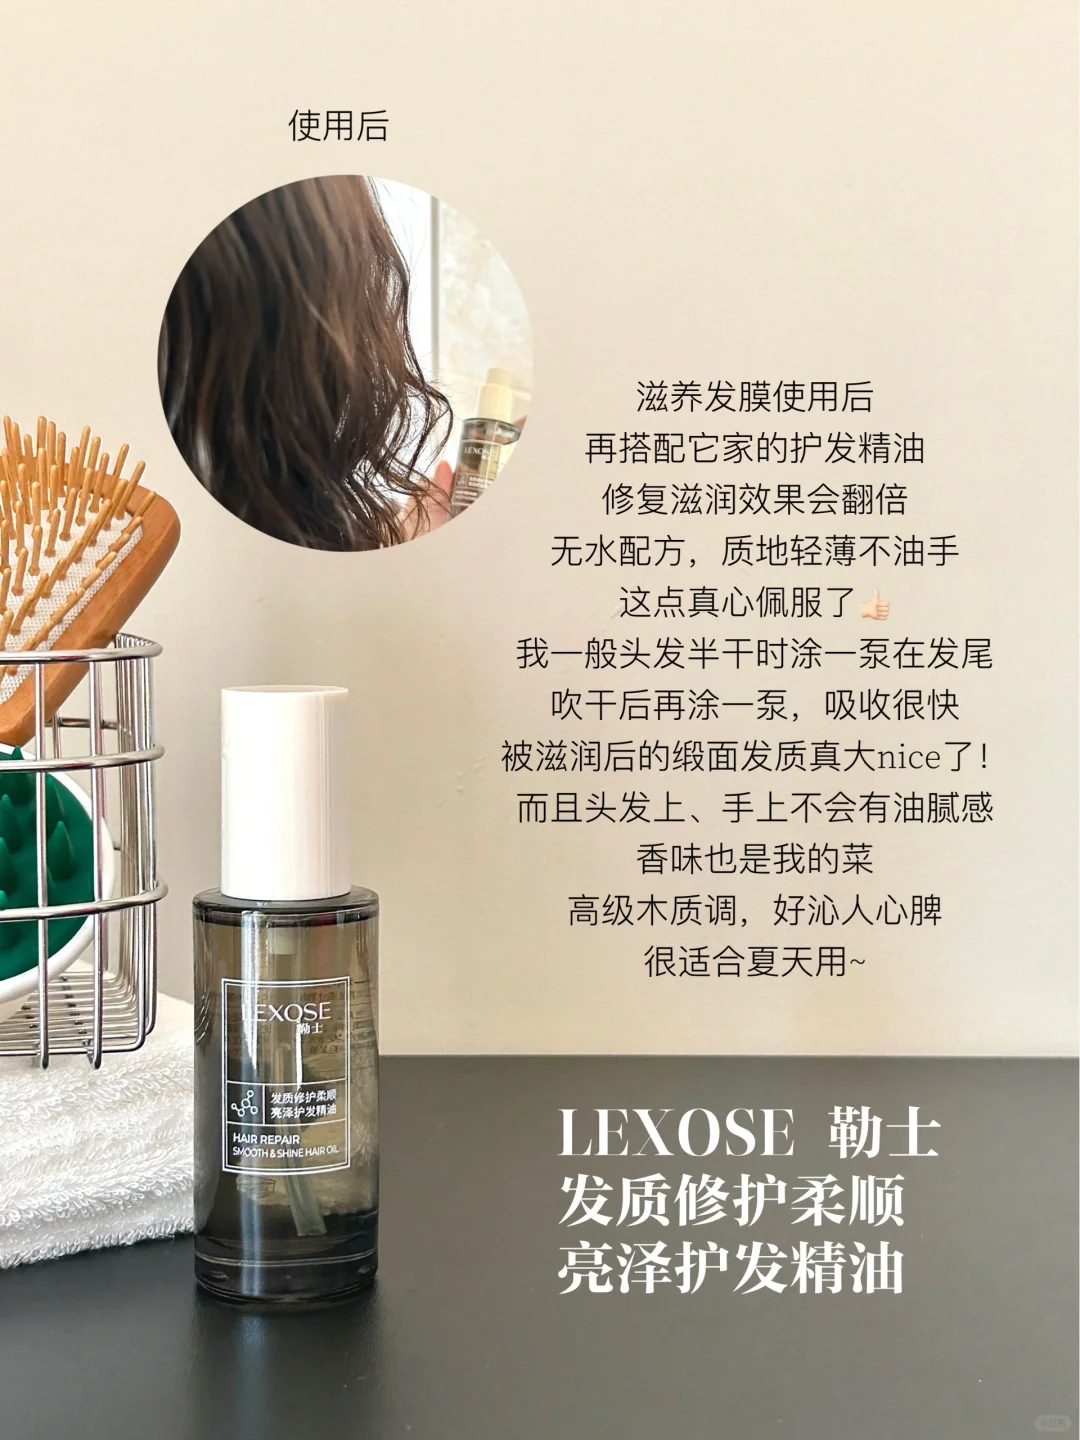 使用后
LEXOSE
滋养发膜使用后
再搭配它家的护发精油
修复滋润效果会翻倍
无水配方，质地轻薄不油手
这点真心佩服了👍🏻
我一般头发半干时涂一泵在发尾
吹干后再涂一泵，吸收很快
被滋润后的缎面发质真大nice了！
而且头发上、手上不会有油腻感
香味也是我的菜
高级木质调，好沁人心脾
很适合夏天用~
LEXOSE
勒士
发质修护柔顺
亮泽护发精油
HAIR REPAIR
SMOOTH & SHINE HAIR OIL
LEXOSE 勒士
发质修护柔顺
亮泽护发精油
小红书